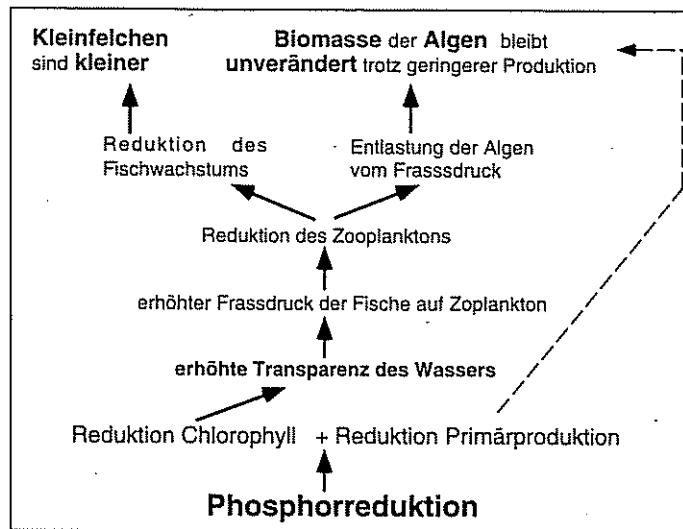 Kleinfelchen
sind kleiner
Biomasse der Algen bleibt
unverändert trotz geringerer Produktion
Reduktion des
Fischwachstums
Entlastung der Algen
vom Frasssdruck
Reduktion des Zooplanktons
erhöhter Frassdruck der Fische auf Zoplankton
erhöhte Transparenz des Wassers
Reduktion Chlorophyll + Reduktion Primärproduktion
Phosphorreduktion